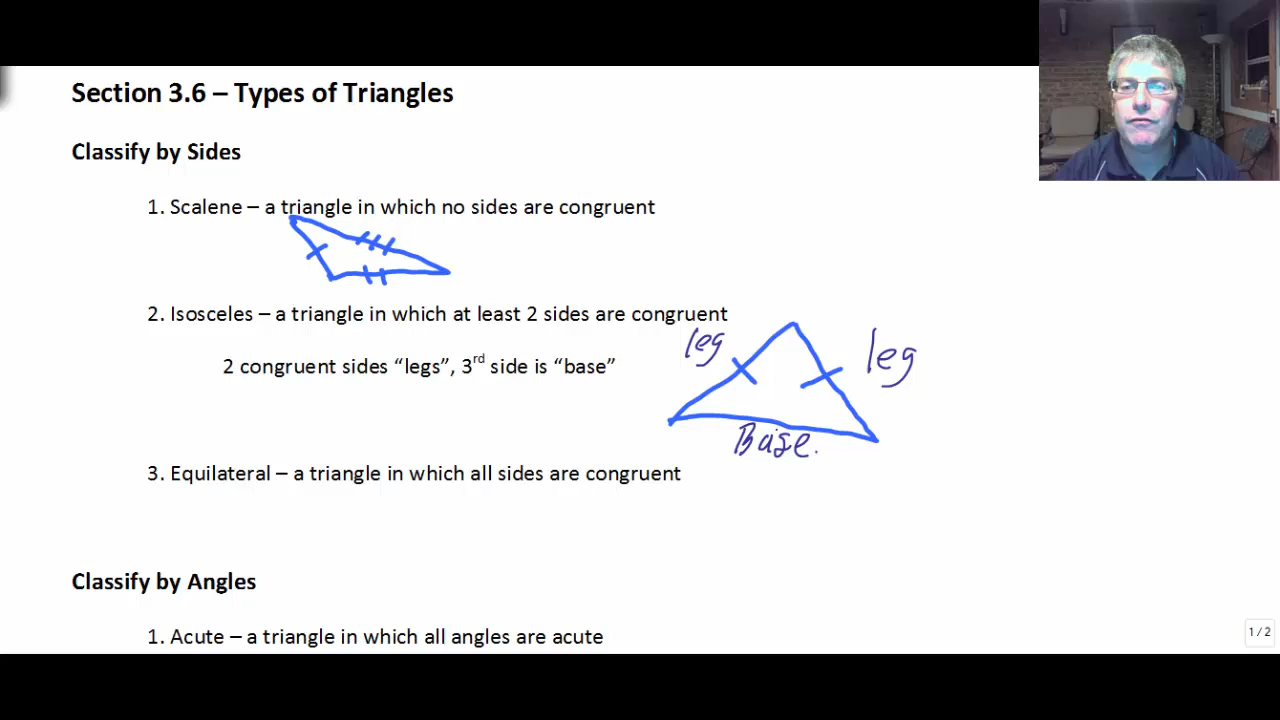 Section 3.6 – Types of Triangles
Classify by Sides
1. Scalene – a triangle in which no sides are congruent
2. Isosceles – a triangle in which at least 2 sides are congruent
2 congruent sides “legs”, 3rd side is “base”
leg
leg
Base.
3. Equilateral – a triangle in which all sides are congruent
Classify by Angles
1. Acute – a triangle in which all angles are acute
1 / 2